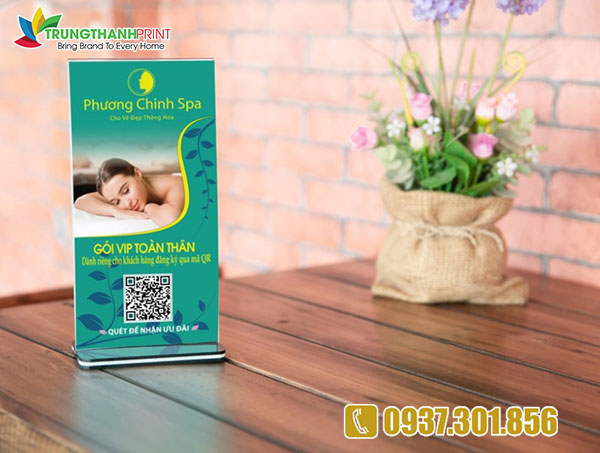 TRUNGTHANHPRINT
Bring Brand To Every Home
Phương Chinh Spa
Cho Vẻ Đẹp Thăng Hoa
GÓI VIP TOÀN THÂN
Dành riêng cho khách hàng đăng ký qua mã QR
QUÉT ĐỂ NHẬN ƯU ĐÃI
0937.301.856